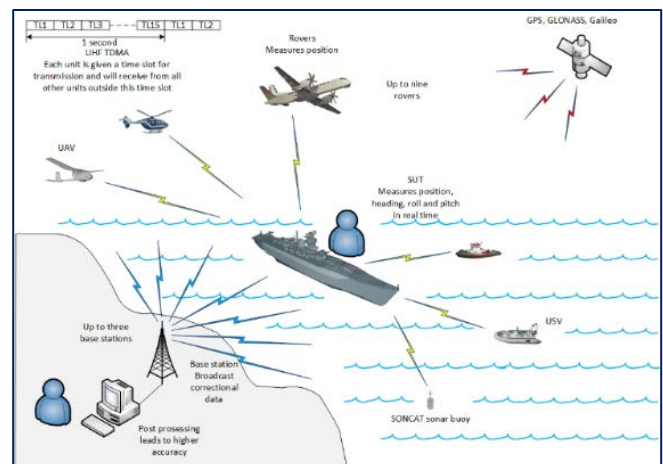 TL1 TL2 TL3 TL15 TL1 TL2
1 second
UHF TDMA
Each unit is given a time slot for
transmission and will receive from all
other units outside this time slot
Rovers
Measures position
GPS, GLONASS, Galileo
Up to nine
rovers
UAV
SUT
Measures position,
heading, roll and pitch
in real time
Up to three
base stations
USV
Base station
Broadcast
correctional
data
SONCAT sonar buoy
Post prosessing
leads to higher
accuracy